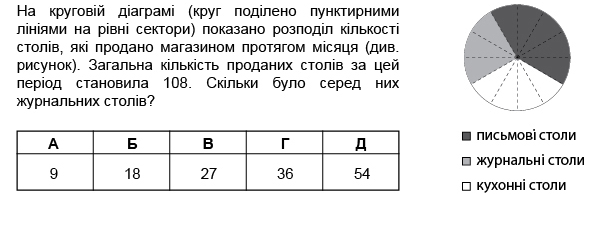 На круговій діаграмі (круг поділено пунктирними
лініями на рівні сектори) показано розподіл кількості
столів, які продано магазином протягом місяця (див.
рисунок). Загальна кількість проданих столів за цей
період становила 108. Скільки було серед них
журнальних столів?
А Б В Г Д
9 18 27 36 54
письмові столи
журнальні столи
кухонні столи